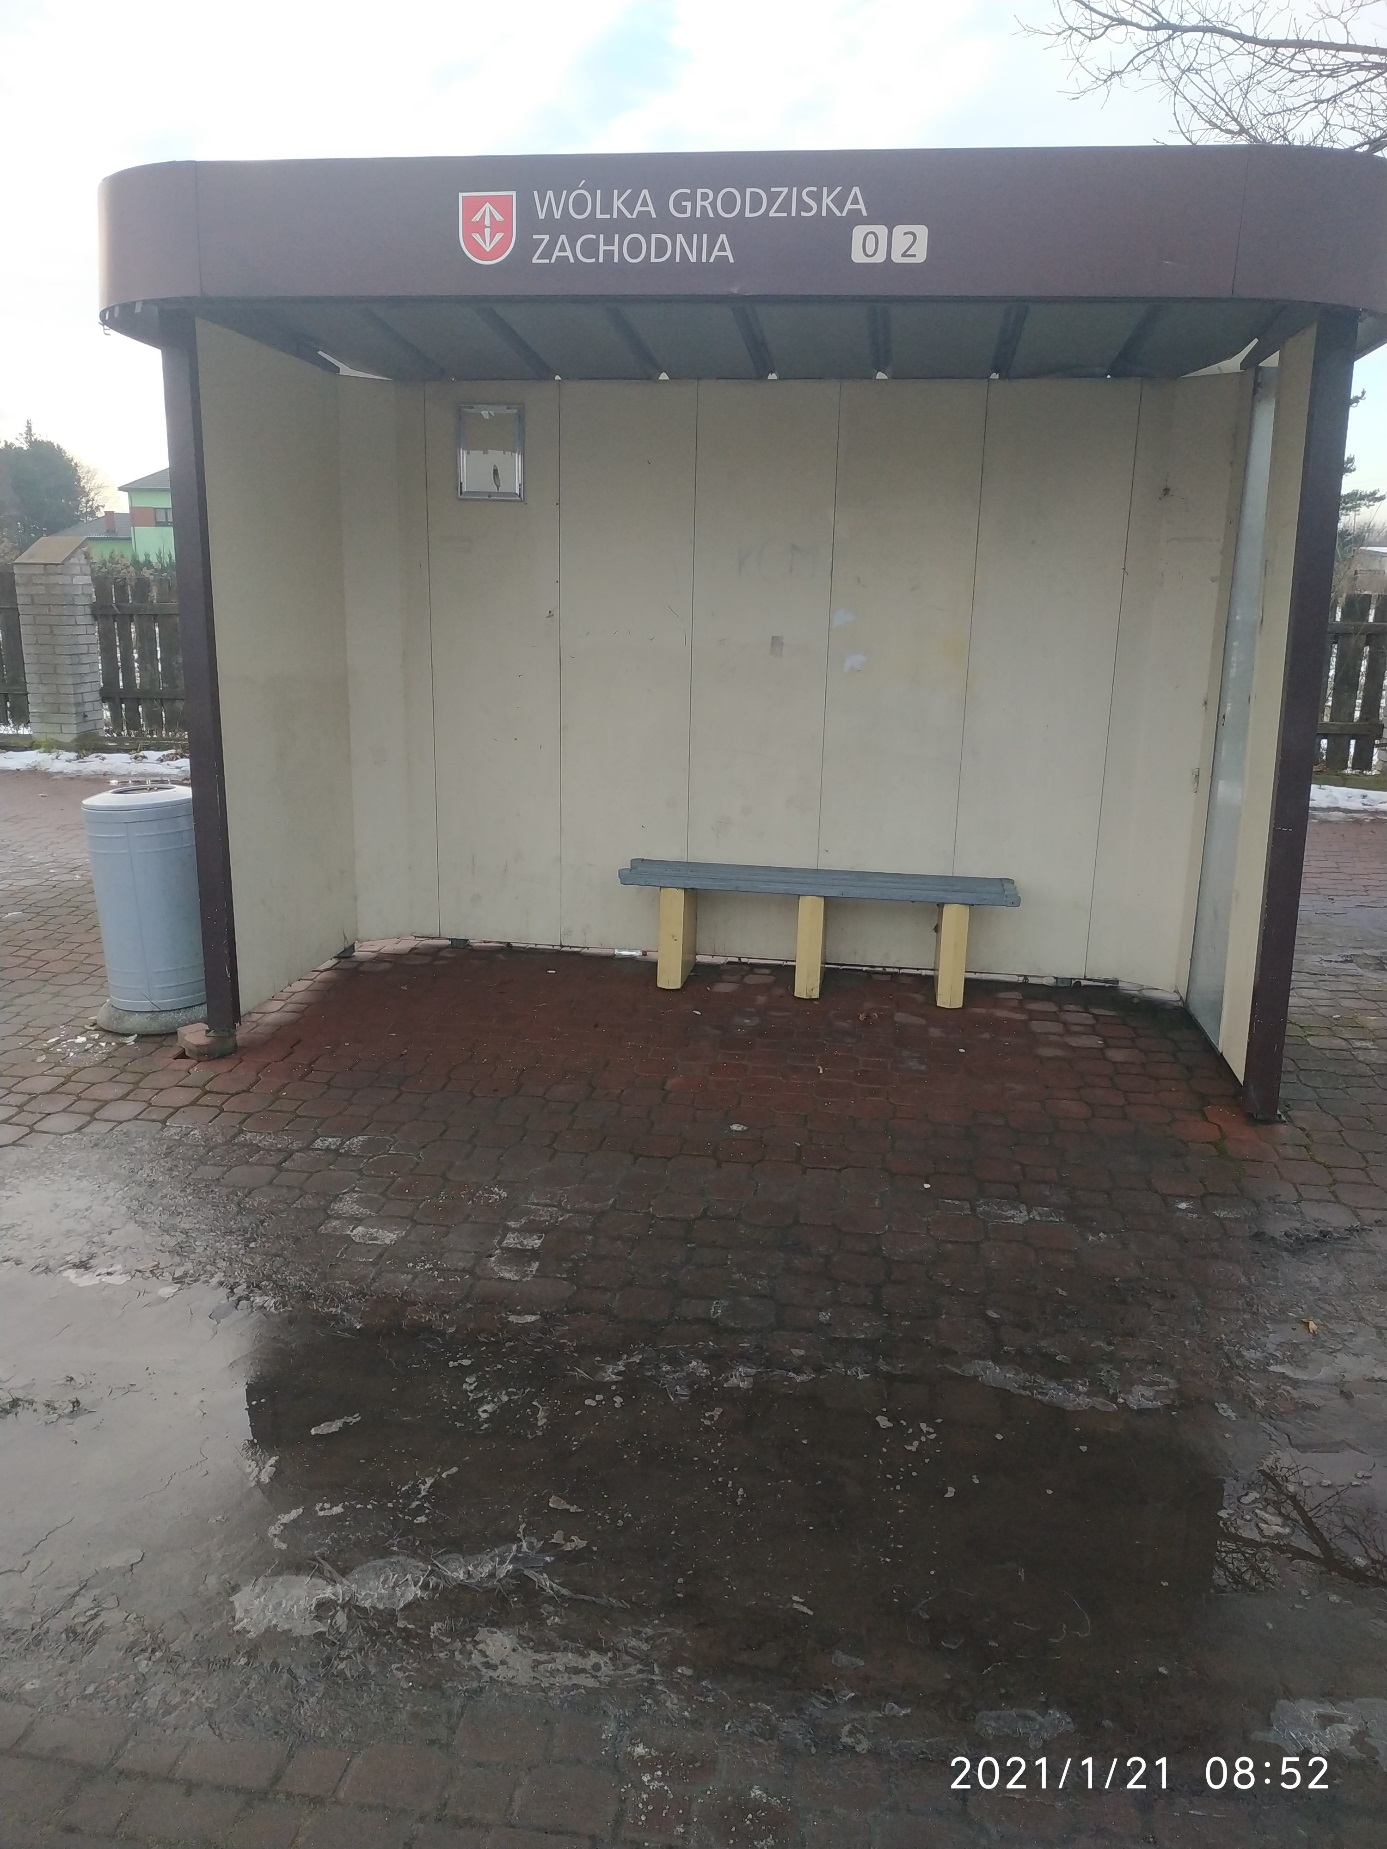 WÓLKA GRODZISKA
ZACHODNIA 02
2021/1/21 08:52